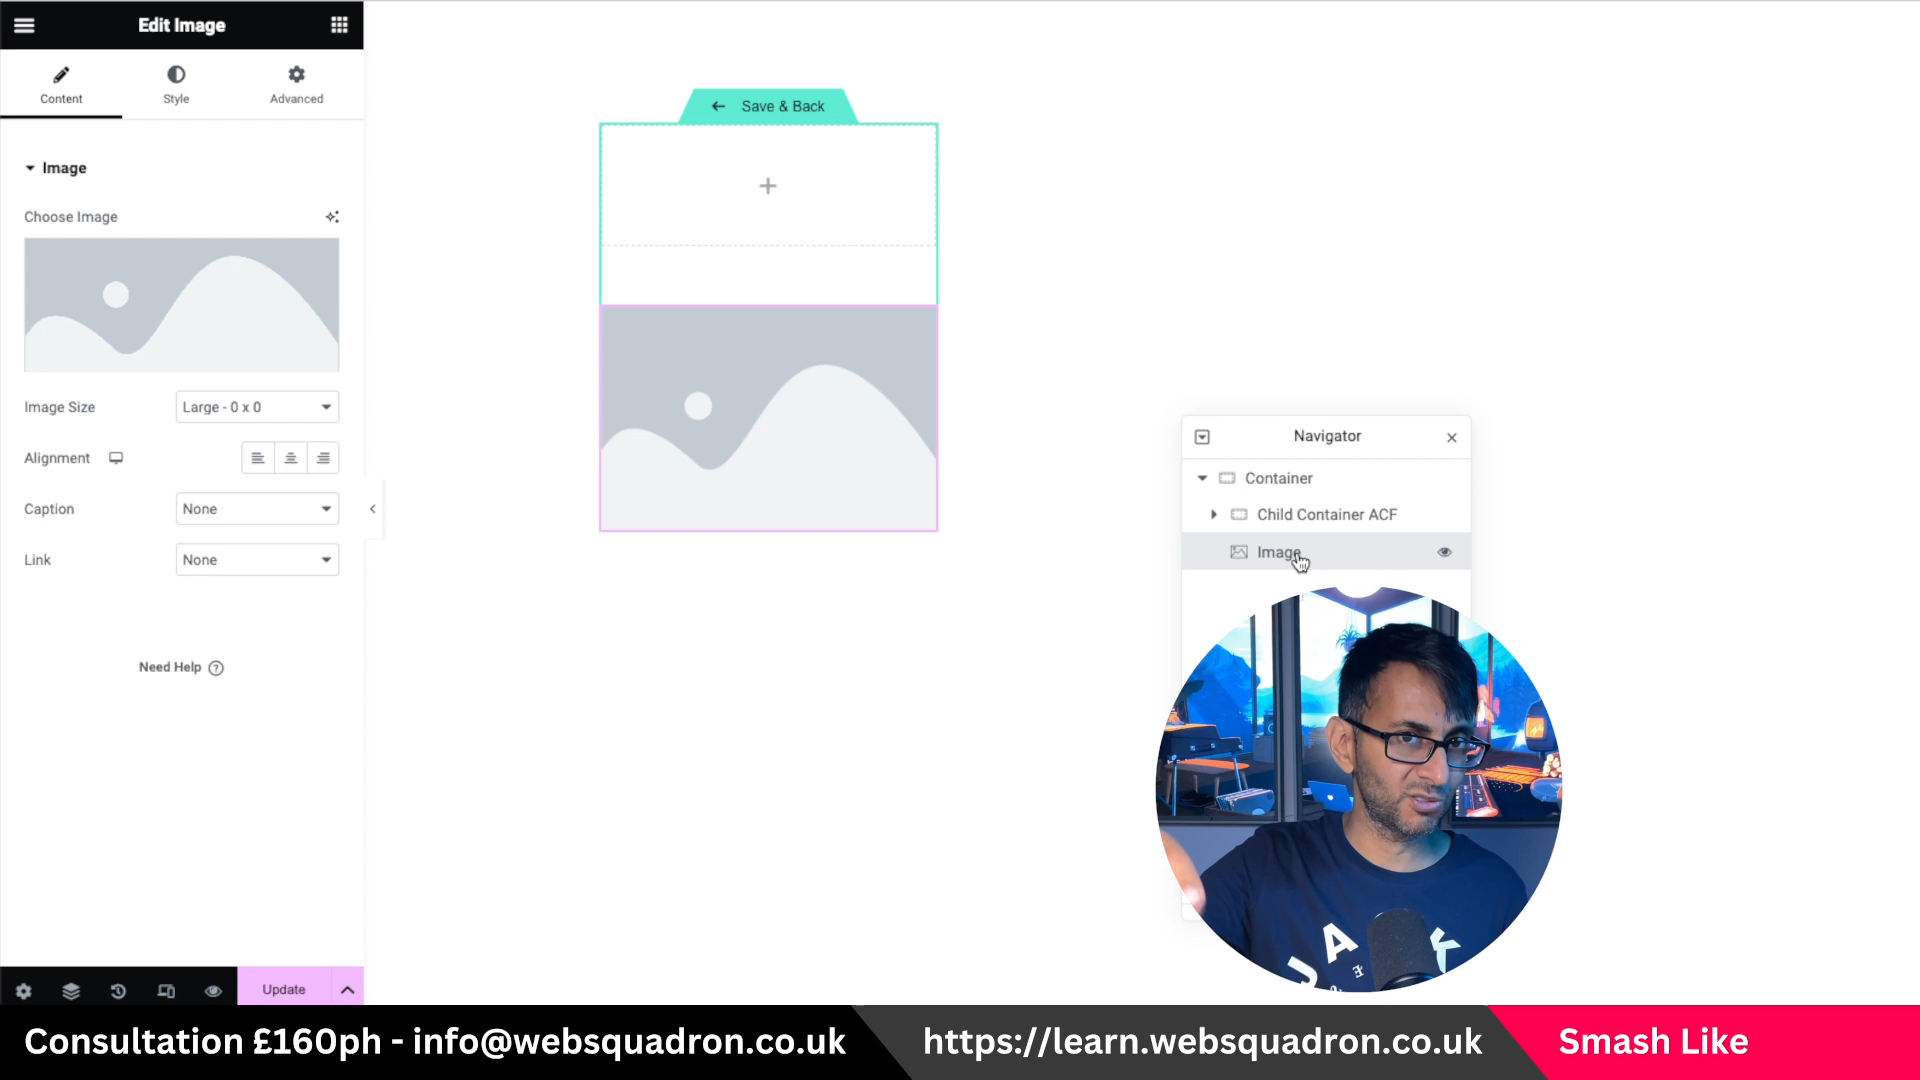 Edit Image
Content
Style
Advanced
Image
Choose Image
Image Size
Large - 0 x 0
Alignment
Caption
None
Link
None
Need Help
Update
Save & Back
Navigator
Container
Child Container ACF
Image
Consultation £160ph - info@websquadron.co.uk
https://learn.websquadron.co.uk
Smash Like